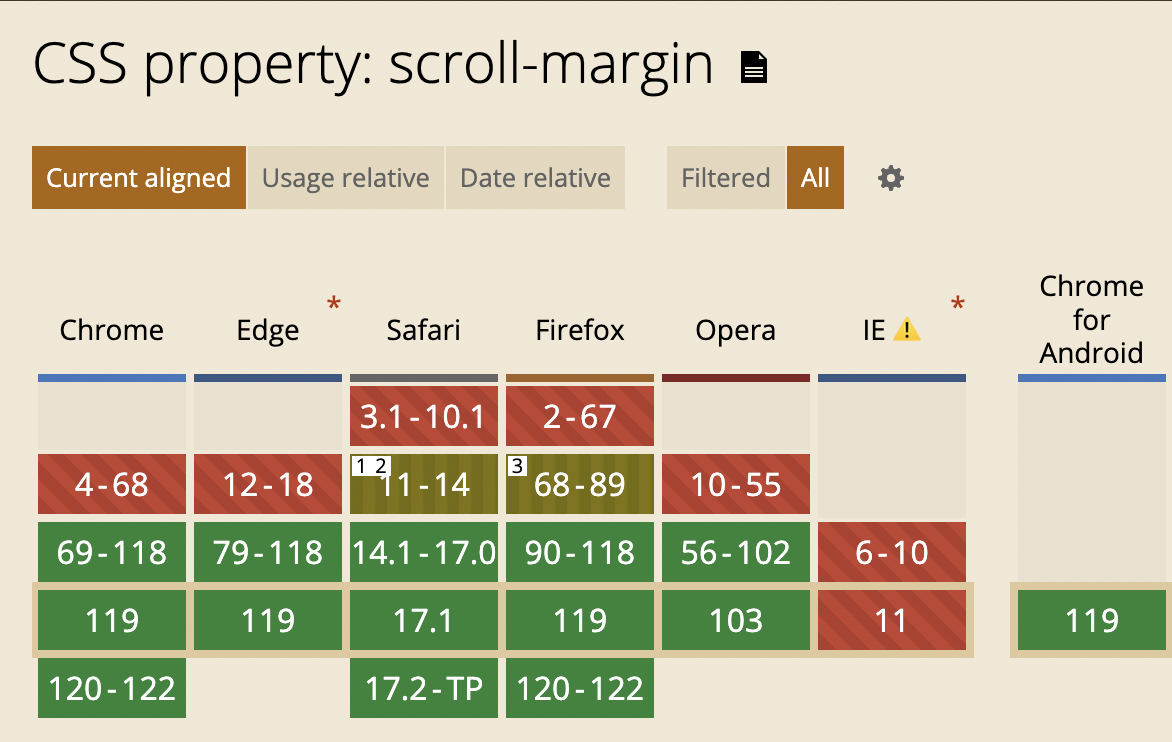 CSS property: scroll-margin
Current aligned Usage relative Date relative Filtered All
Chrome Edge * Safari Firefox Opera IE * Chrome for Android
3.1-10.1 2-67
4-68 12-18 1 2 11-14 3 68-89 10-55
69-118 79-118 14.1-17.0 90-118 56-102 6-10
119 119 17.1 119 103 11 119
120-122 17.2-TP 120-122